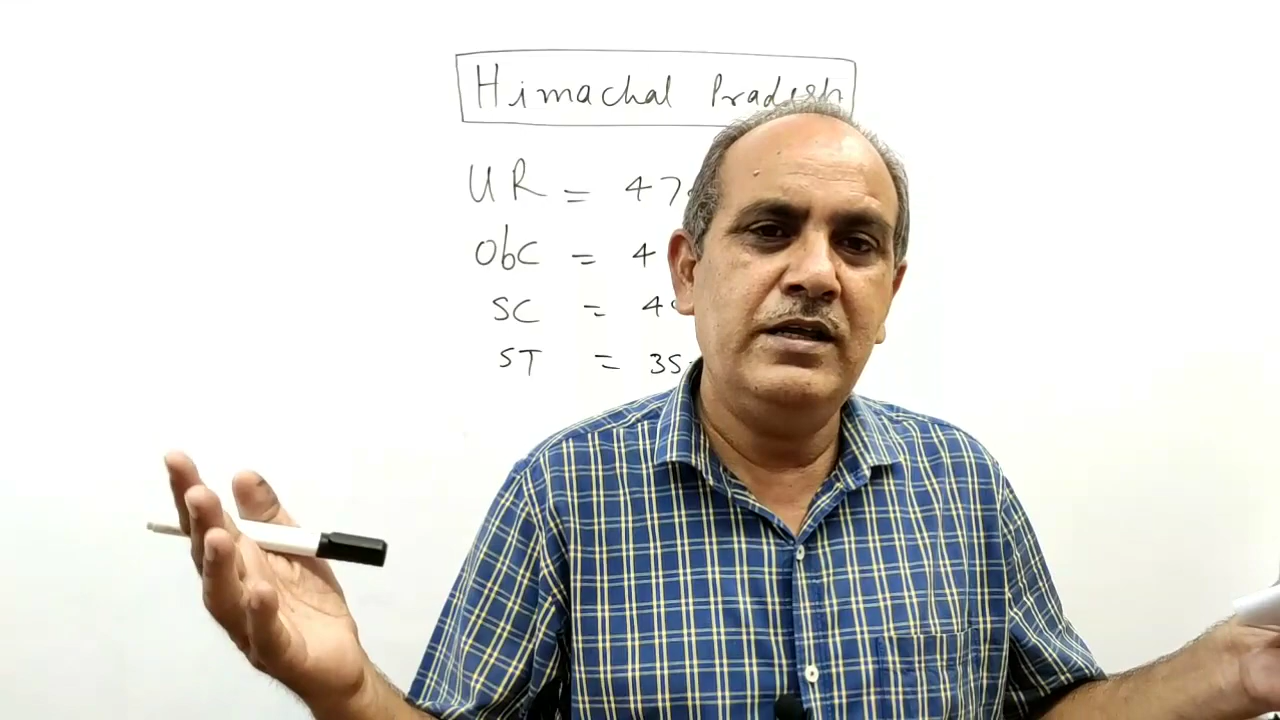 Himachal Pradesh
UR = 47
ObC = 4
SC = 4
ST = 35